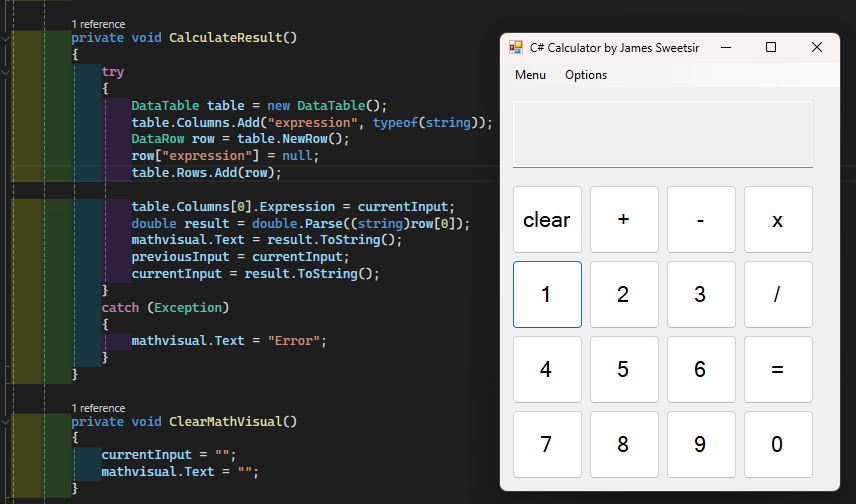 1 reference
private void CalculateResult()
{
try
{
DataTable table = new DataTable();
table.Columns.Add("expression", typeof(string));
DataRow row = table.NewRow();
row["expression"] = null;
table.Rows.Add(row);
table.Columns[0].Expression = currentInput;
double result = double.Parse((string)row[0]);
mathvisual.Text = result.ToString();
previousInput = currentInput;
currentInput = result.ToString();
}
catch (Exception)
{
mathvisual.Text = "Error";
}
}
1 reference
private void ClearMathVisual()
{
currentInput = "";
mathvisual.Text = "";
}
C# Calculator by James Sweetsir
Menu Options
clear + - x
1 2 3 /
4 5 6 =
7 8 9 0